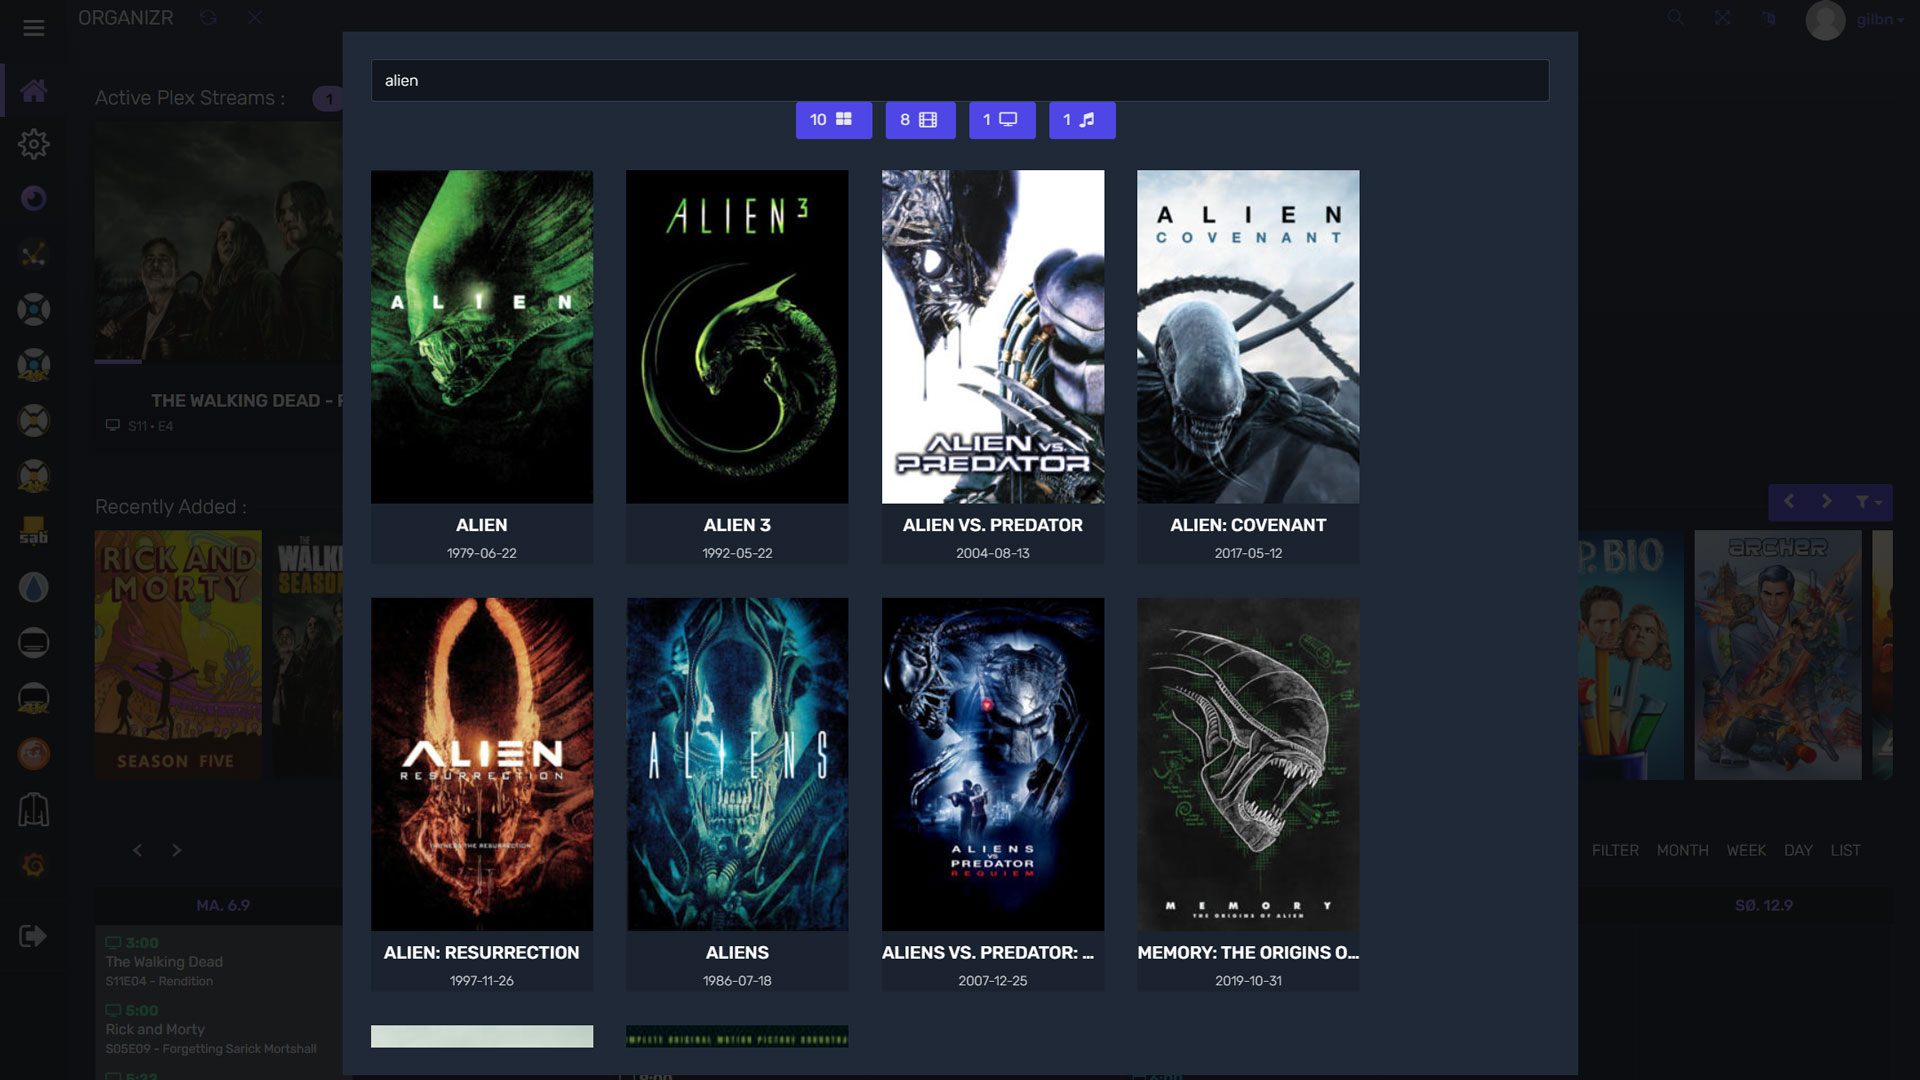 ORGANIZR
gilbn
Active Plex Streams :
1
alien
10
8
1
1
THE WALKING DEAD -
S11 • E4
ALIEN
ALIEN 3
ALIEN VS. PREDATOR
ALIEN COVENANT
ALIEN
1979-06-22
ALIEN 3
1992-05-22
ALIEN VS. PREDATOR
2004-08-13
ALIEN: COVENANT
2017-05-12
Recently Added :
sab
RICK AND MORTY
SEASON FIVE
SEASON
P. BIO
ARCHER
ALIEN
RESURRECTION
WITNESS THE RESURRECTION
ALIENS
ALIENS
VS
PREDATOR
REQUIEM
MEMORY
THE ORIGINS OF ALIEN
ALIEN: RESURRECTION
1997-11-26
ALIENS
1986-07-18
ALIENS VS. PREDATOR: ...
2007-12-25
MEMORY: THE ORIGINS O...
2019-10-31
FILTER
MONTH
WEEK
DAY
LIST
MA. 6.9
SØ. 12.9
3:00
The Walking Dead
S11E04 - Rendition
5:00
Rick and Morty
S05E09 - Forgetting Sarick Mortshall
ORIGINAL MOTION PICTURE